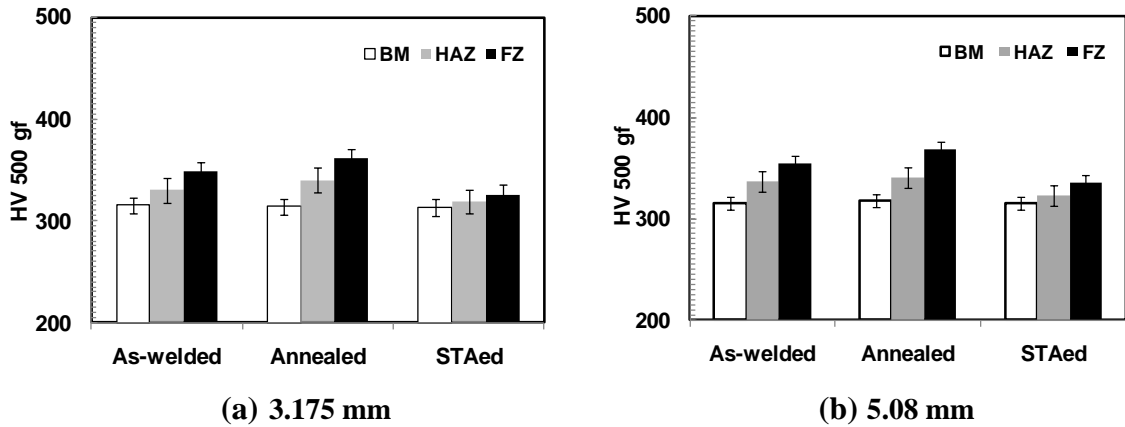 500
400
300
200
HV 500 gf
BM HAZ FZ
As-welded Annealed STAed
(a) 3.175 mm
500
400
300
200
HV 500 gf
BM HAZ FZ
As-welded Annealed STAed
(b) 5.08 mm